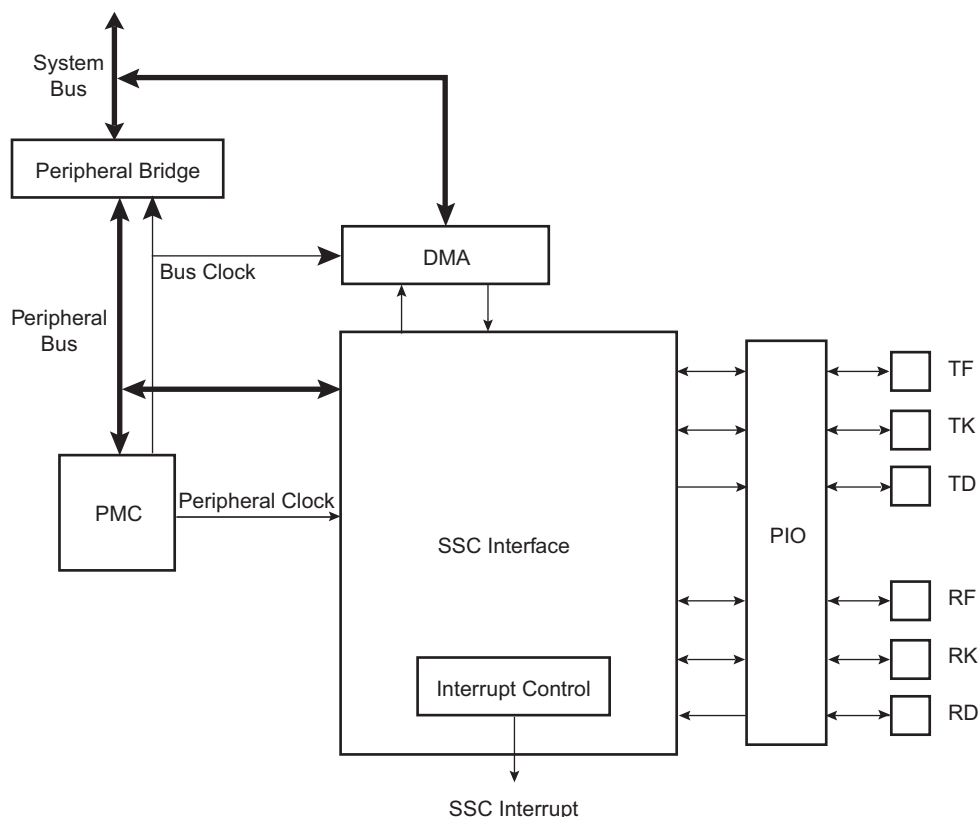 System
Bus
Peripheral Bridge
DMA
Bus Clock
Peripheral
Bus
TF
TK
TD
PMC
Peripheral Clock
SSC Interface
PIO
RF
RK
RD
Interrupt Control
SSC Interrupt